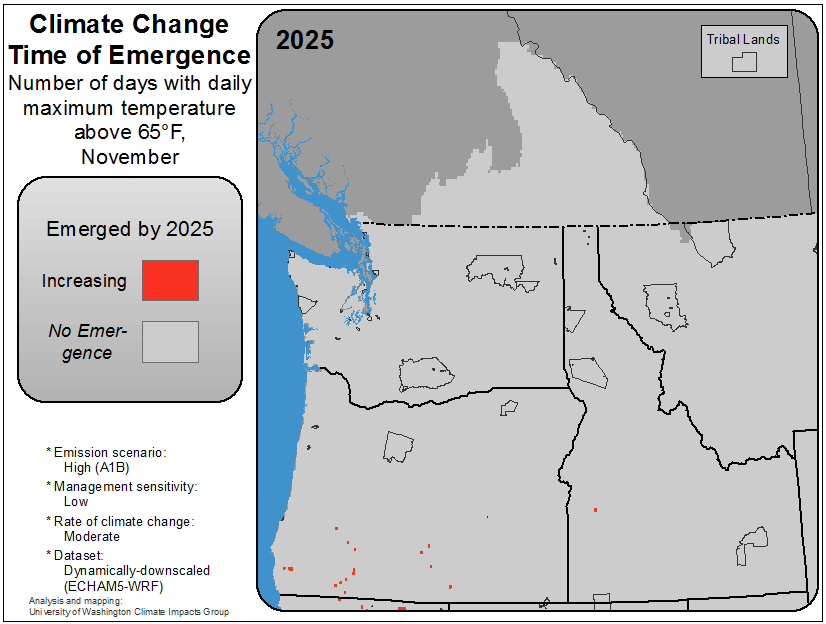 Climate Change
Time of Emergence
Number of days with daily
maximum temperature
above 65°F,
November
Emerged by 2025
Increasing
No Emer-
gence
* Emission scenario:
High (A1B)
* Management sensitivity:
Low
* Rate of climate change:
Moderate
* Dataset:
Dynamically-downscaled
(ECHAM5-WRF)
Analysis and mapping:
University of Washington Climate Impacts Group
2025
Tribal Lands